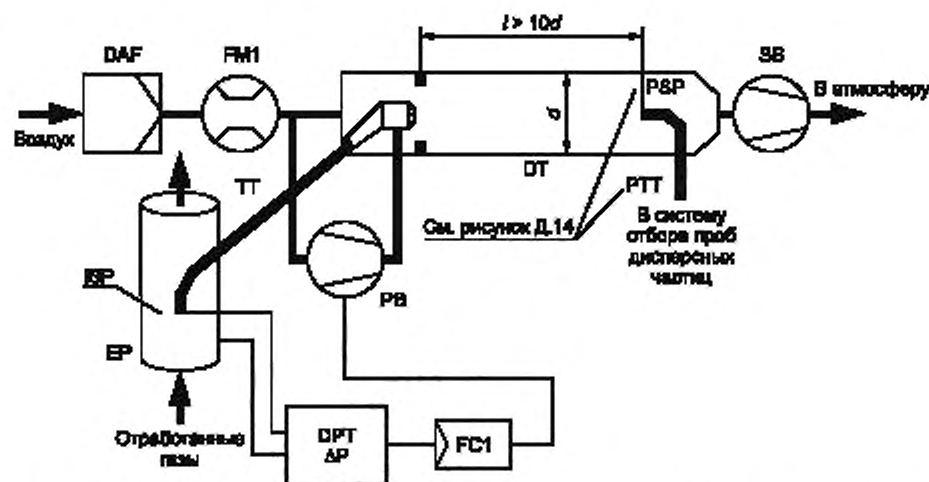 l > 10d
DAF
FM1
SB
Воздух
d
PSP
В атмосферу
DT
TT
PTT
См. рисунок Д.14
В систему
отбора проб
дисперсных
частиц
ISP
PB
EP
Отработанные
газы
DPT
ΔP
FC1